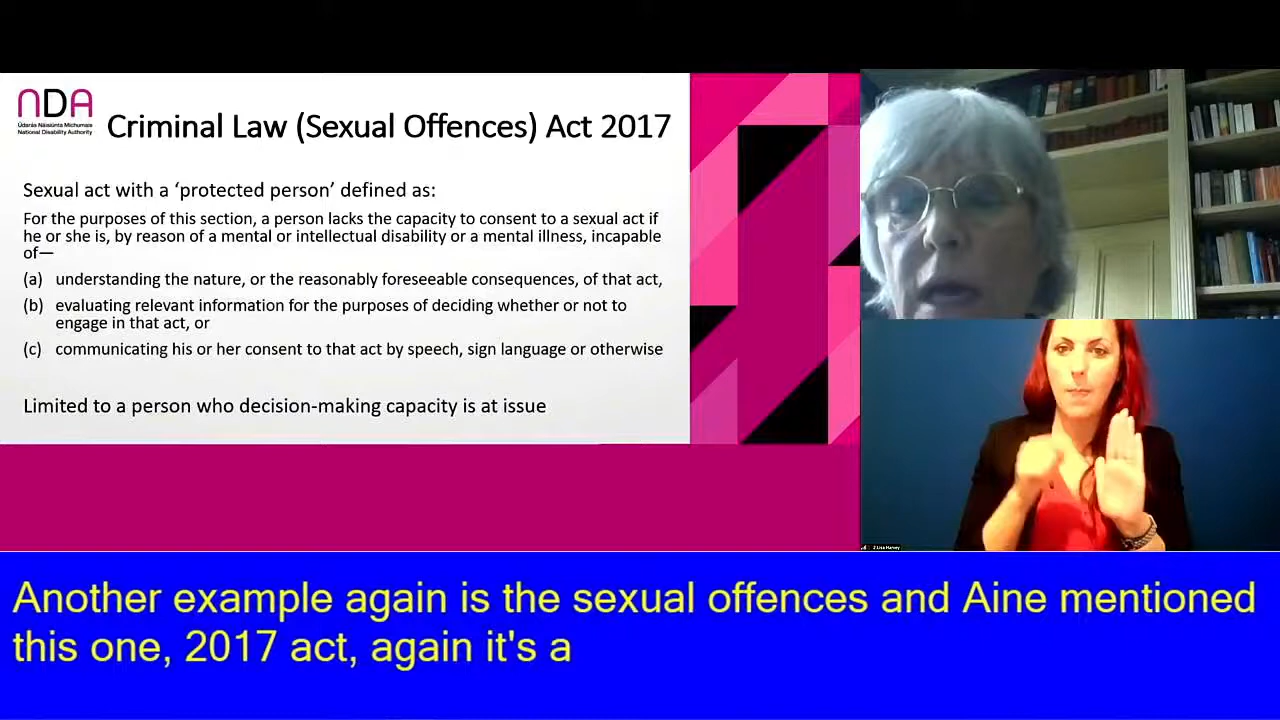 NDA
Údarás Náisiúnta Míchumais
National Disability Authority
Criminal Law (Sexual Offences) Act 2017
Sexual act with a ‘protected person’ defined as:
For the purposes of this section, a person lacks the capacity to consent to a sexual act if
he or she is, by reason of a mental or intellectual disability or a mental illness, incapable
of—
(a) understanding the nature, or the reasonably foreseeable consequences, of that act,
(b) evaluating relevant information for the purposes of deciding whether or not to
engage in that act, or
(c) communicating his or her consent to that act by speech, sign language or otherwise
Limited to a person who decision-making capacity is at issue
Z Lisa Harvey
Another example again is the sexual offences and Aine mentioned
this one, 2017 act, again it's a